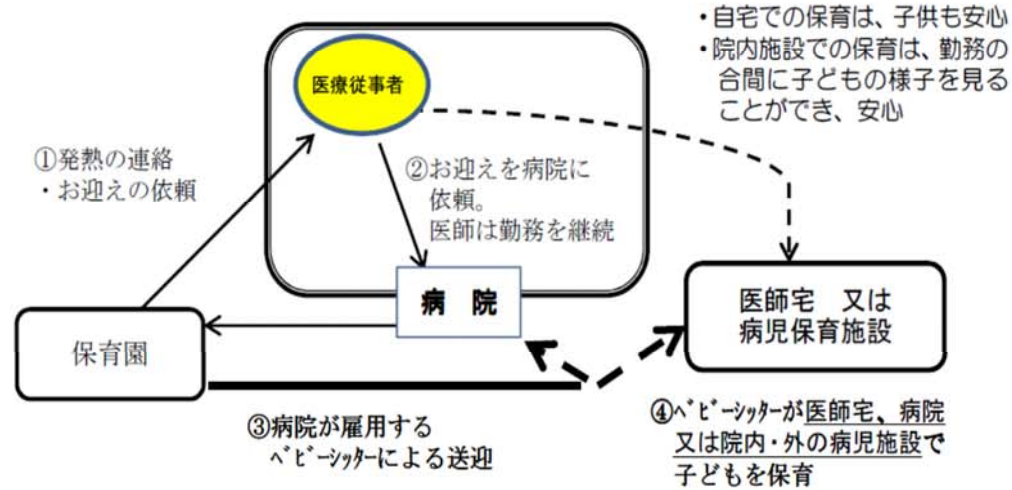 ・自宅での保育は、子供も安心
・院内施設での保育は、勤務の
合間に子どもの様子を見る
ことができ、安心
医療従事者
①発熱の連絡
・お迎えの依頼
②お迎えを病院に
依頼。
医師は勤務を継続
病 院
保育園
医師宅 又は
病児保育施設
③病院が雇用する
ﾍﾞﾋﾞｰｼｯﾀｰによる送迎
④ﾍﾞﾋﾞｰｼｯﾀｰが医師宅、病院
又は院内・外の病児施設で
子どもを保育